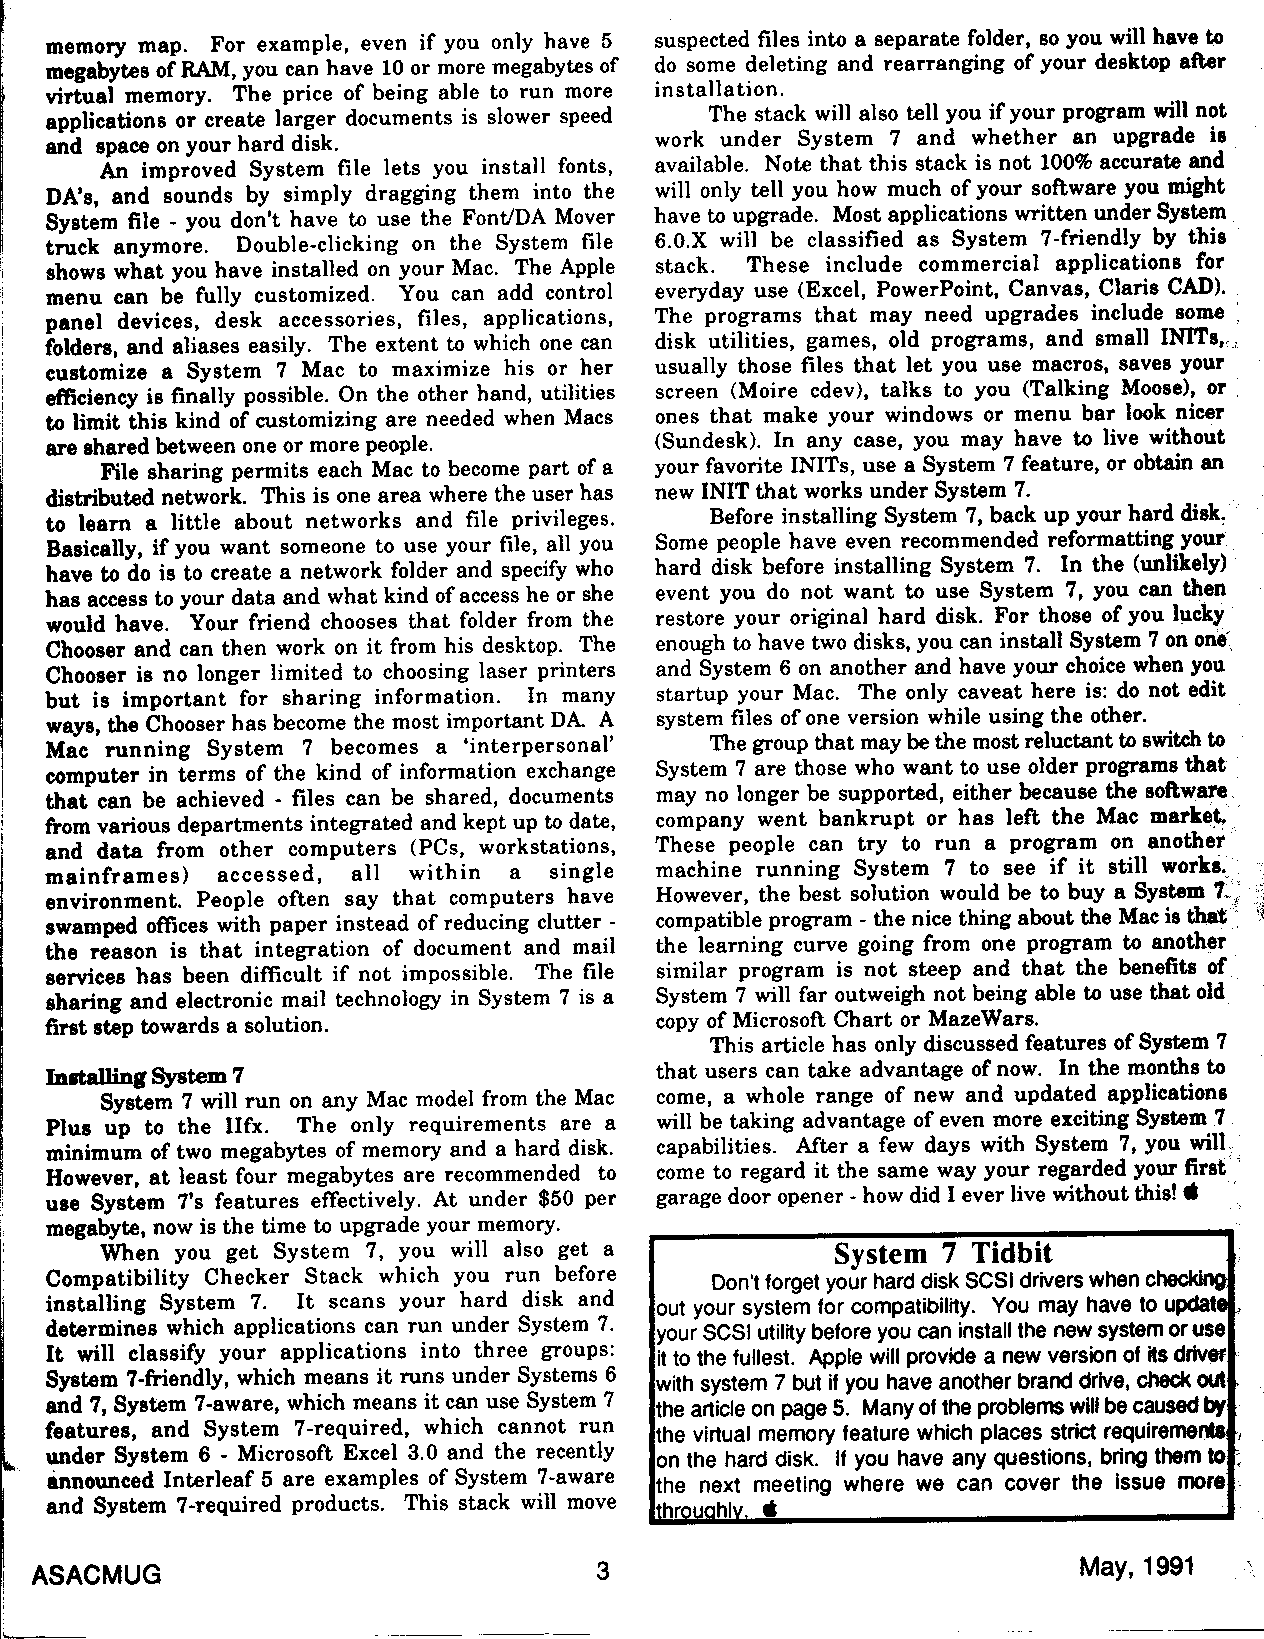 memory map. For example, even if you only have 5
megabytes of RAM, you can have 10 or more megabytes of
virtual memory. The price of being able to run more
applications or create larger documents is slower speed
and space on your hard disk.
An improved System file lets you install fonts,
DA's, and sounds by simply dragging them into the
System file - you don't have to use the Font/DA Mover
truck anymore. Double-clicking on the System file
shows what you have installed on your Mac. The Apple
menu can be fully customized. You can add control
panel devices, desk accessories, files, applications,
folders, and aliases easily. The extent to which one can
customize a System 7 Mac to maximize his or her
efficiency is finally possible. On the other hand, utilities
to limit this kind of customizing are needed when Macs
are shared between one or more people.
File sharing permits each Mac to become part of a
distributed network. This is one area where the user has
to learn a little about networks and file privileges.
Basically, if you want someone to use your file, all you
have to do is to create a network folder and specify who
has access to your data and what kind of access he or she
would have. Your friend chooses that folder from the
Chooser and can then work on it from his desktop. The
Chooser is no longer limited to choosing laser printers
but is important for sharing information. In many
ways, the Chooser has become the most important DA. A
Mac running System 7 becomes a 'interpersonal'
computer in terms of the kind of information exchange
that can be achieved - files can be shared, documents
from various departments integrated and kept up to date,
and data from other computers (PCs, workstations,
mainframes) accessed, all within a single
environment. People often say that computers have
swamped offices with paper instead of reducing clutter -
the reason is that integration of document and mail
services has been difficult if not impossible. The file
sharing and electronic mail technology in System 7 is a
first step towards a solution.
Installing System 7
System 7 will run on any Mac model from the Mac
Plus up to the IIfx. The only requirements are a
minimum of two megabytes of memory and a hard disk.
However, at least four megabytes are recommended to
use System 7's features effectively. At under $50 per
megabyte, now is the time to upgrade your memory.
When you get System 7, you will also get a
Compatibility Checker Stack which you run before
installing System 7. It scans your hard disk and
determines which applications can run under System 7.
It will classify your applications into three groups:
System 7-friendly, which means it runs under Systems 6
and 7, System 7-aware, which means it can use System 7
features, and System 7-required, which cannot run
under System 6 - Microsoft Excel 3.0 and the recently
announced Interleaf 5 are examples of System 7-aware
and System 7-required products. This stack will move
suspected files into a separate folder, so you will have to
do some deleting and rearranging of your desktop after
installation.
The stack will also tell you if your program will not
work under System 7 and whether an upgrade is
available. Note that this stack is not 100% accurate and
will only tell you how much of your software you might
have to upgrade. Most applications written under System
6.0.X will be classified as System 7-friendly by this
stack. These include commercial applications for
everyday use (Excel, PowerPoint, Canvas, Claris CAD).
The programs that may need upgrades include some
disk utilities, games, old programs, and small INITs,
usually those files that let you use macros, saves your
screen (Moire cdev), talks to you (Talking Moose), or
ones that make your windows or menu bar look nicer
(Sundesk). In any case, you may have to live without
your favorite INITs, use a System 7 feature, or obtain an
new INIT that works under System 7.
Before installing System 7, back up your hard disk.
Some people have even recommended reformatting your
hard disk before installing System 7. In the (unlikely)
event you do not want to use System 7, you can then
restore your original hard disk. For those of you lucky
enough to have two disks, you can install System 7 on one
and System 6 on another and have your choice when you
startup your Mac. The only caveat here is: do not edit
system files of one version while using the other.
The group that may be the most reluctant to switch to
System 7 are those who want to use older programs that
may no longer be supported, either because the software
company went bankrupt or has left the Mac market.
These people can try to run a program on another
machine running System 7 to see if it still works.
However, the best solution would be to buy a System 7-
compatible program - the nice thing about the Mac is that
the learning curve going from one program to another
similar program is not steep and that the benefits of
System 7 will far outweigh not being able to use that old
copy of Microsoft Chart or MazeWars.
This article has only discussed features of System 7
that users can take advantage of now. In the months to
come, a whole range of new and updated applications
will be taking advantage of even more exciting System 7
capabilities. After a few days with System 7, you will
come to regard it the same way your regarded your first
garage door opener - how did I ever live without this!
System 7 Tidbit
Don't forget your hard disk SCSI drivers when checking
out your system for compatibility. You may have to update
your SCSI utility before you can install the new system or use
it to the fullest. Apple will provide a new version of its driver
with system 7 but if you have another brand drive, check out
the article on page 5. Many of the problems will be caused by
the virtual memory feature which places strict requirements
on the hard disk. If you have any questions, bring them to
the next meeting where we can cover the issue more
throughly.
ASACMUG
3
May, 1991